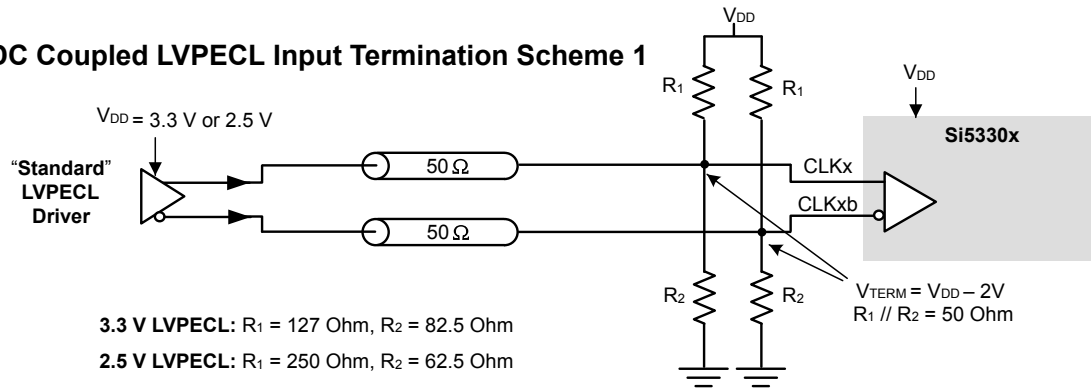 DC Coupled LVPECL Input Termination Scheme 1
VDD
R1
R1
VDD
VDD = 3.3 V or 2.5 V
Si5330x
"Standard"
LVPECL
Driver
50 Ω
CLKx
CLKxb
50 Ω
R2
R2
VTERM = VDD – 2V
R1 // R2 = 50 Ohm
3.3 V LVPECL: R1 = 127 Ohm, R2 = 82.5 Ohm
2.5 V LVPECL: R1 = 250 Ohm, R2 = 62.5 Ohm